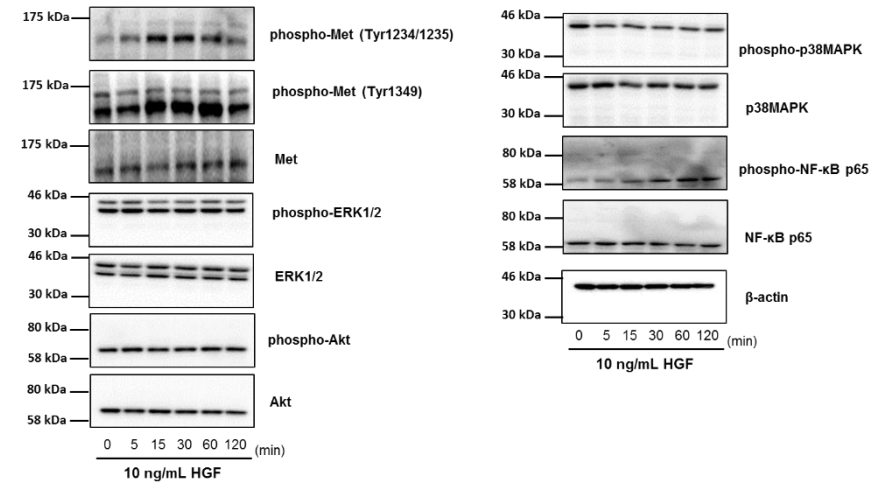 175 kDa
phospho-Met (Tyr1234/1235)
175 kDa
phospho-Met (Tyr1349)
175 kDa
Met
46 kDa
phospho-ERK1/2
30 kDa
46 kDa
ERK1/2
30 kDa
80 kDa
phospho-Akt
58 kDa
80 kDa
Akt
58 kDa
0 5 15 30 60 120 (min)
10 ng/mL HGF
46 kDa
phospho-p38MAPK
30 kDa
46 kDa
p38MAPK
30 kDa
80 kDa
phospho-NF-κB p65
58 kDa
80 kDa
NF-κB p65
58 kDa
46 kDa
β-actin
30 kDa
0 5 15 30 60 120 (min)
10 ng/mL HGF